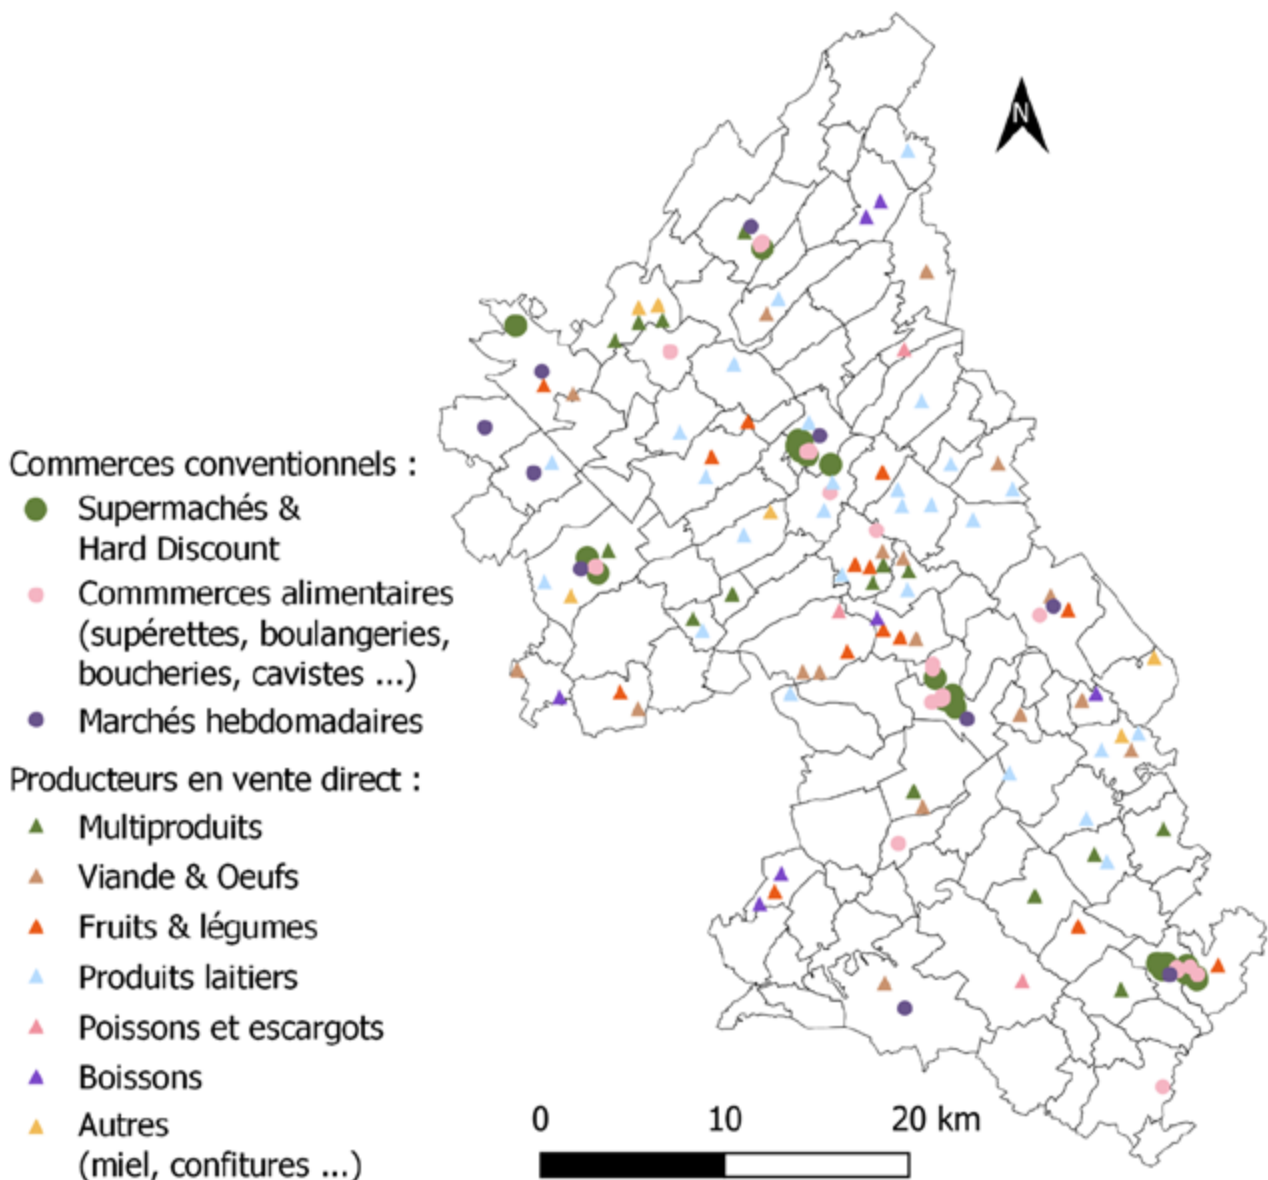 N
Commerces conventionnels :
Supermachés &
Hard Discount
Commmerces alimentaires
(supérettes, boulangeries,
boucheries, cavistes ...)
Marchés hebdomadaires
Producteurs en vente direct :
Multiproduits
Viande & Oeufs
Fruits & légumes
Produits laitiers
Poissons et escargots
Boissons
Autres
(miel, confitures ...)
0 10 20 km